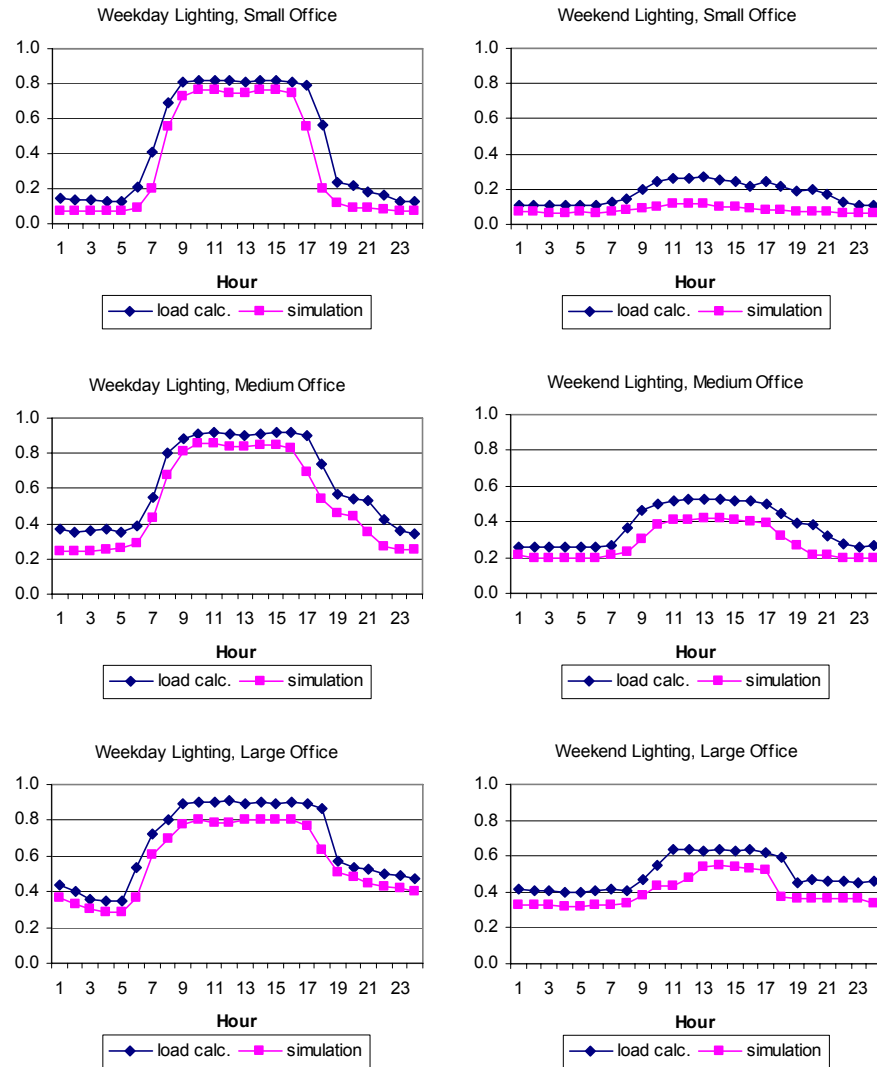 Weekday Lighting, Small Office
1.0
0.8
0.6
0.4
0.2
0.0
1 3 5 7 9 11 13 15 17 19 21 23
Hour
load calc. simulation
Weekend Lighting, Small Office
1.0
0.8
0.6
0.4
0.2
0.0
1 3 5 7 9 11 13 15 17 19 21 23
Hour
load calc. simulation
Weekday Lighting, Medium Office
1.0
0.8
0.6
0.4
0.2
0.0
1 3 5 7 9 11 13 15 17 19 21 23
Hour
load calc. simulation
Weekend Lighting, Medium Office
1.0
0.8
0.6
0.4
0.2
0.0
1 3 5 7 9 11 13 15 17 19 21 23
Hour
load calc. simulation
Weekday Lighting, Large Office
1.0
0.8
0.6
0.4
0.2
0.0
1 3 5 7 9 11 13 15 17 19 21 23
Hour
load calc. simulation
Weekend Lighting, Large Office
1.0
0.8
0.6
0.4
0.2
0.0
1 3 5 7 9 11 13 15 17 19 21 23
Hour
load calc. simulation